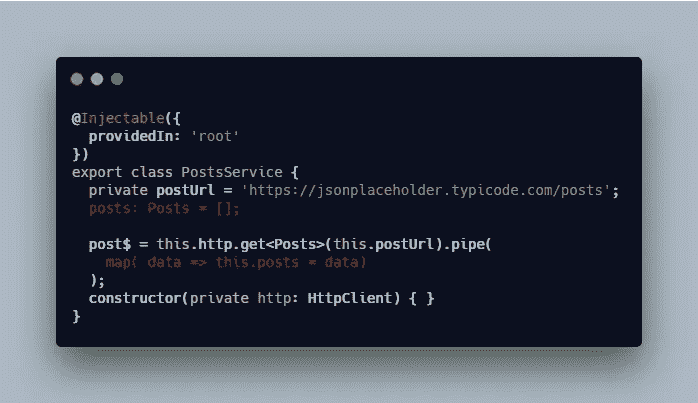 @Injectable({
  providedIn: 'root'
})
export class PostsService {
  private postUrl = 'https://jsonplaceholder.typicode.com/posts';
  posts: Posts = [];

  post$ = this.http.get<Posts>(this.postUrl).pipe(
    map( data => this.posts = data)
  );
  constructor(private http: HttpClient) { }
}